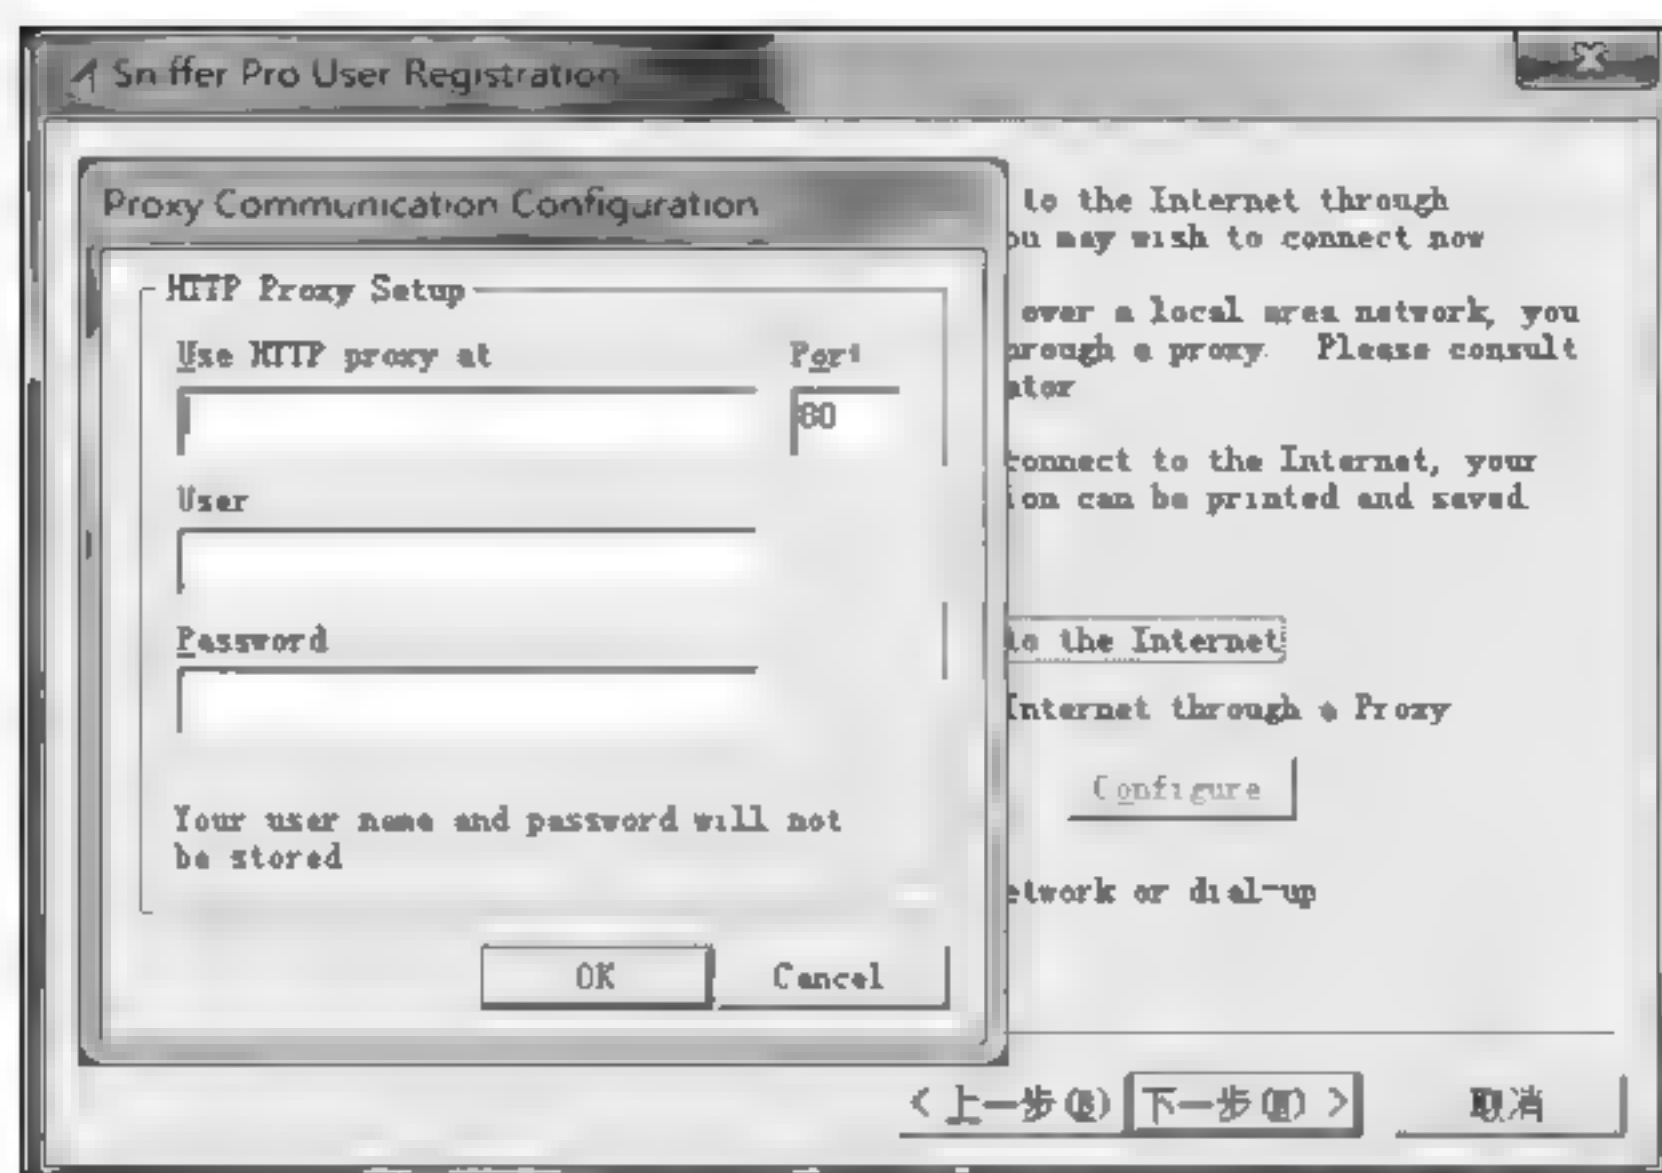 Sniffer Pro User Registration
Proxy Communication Configuration
HTTP Proxy Setup
Use HTTP proxy at
Port
80
User
Password
Your user name and password will not
be stored
OK
Cancel
to the Internet through
ou may wish to connect now
over a local area network, you
rough a proxy. Please consult
ator
connect to the Internet, your
ion can be printed and saved
to the Internet
Internet through a Proxy
Configure
etwork or dial-up
< 上一步(B)
下一步(N) >
取消